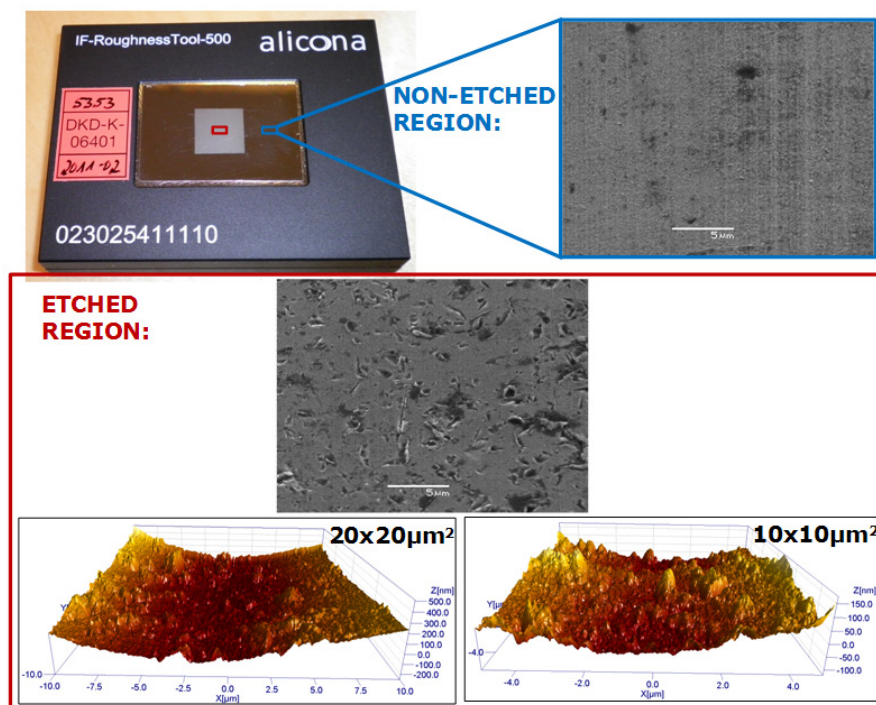 IF-RoughnessTool-500
alicona
5353
DKD-K-
06401
2011-02
023025411110
NON-ETCHED
REGION:
5µm
ETCHED
REGION:
5µm
20x20µm²
Z[nm]
500.0
400.0
300.0
200.0
100.0
0.0
-100.0
-200.0
-10.0
-10.0
-7.5
-5.0
-2.5
0.0
2.5
5.0
7.5
10.0
X[µm]
10x10µm²
Z[nm]
150.0
100.0
50.0
0.0
-50.0
-100.0
Y[µm
-4.0
-4.0
-2.0
0.0
2.0
4.0
X[µm]